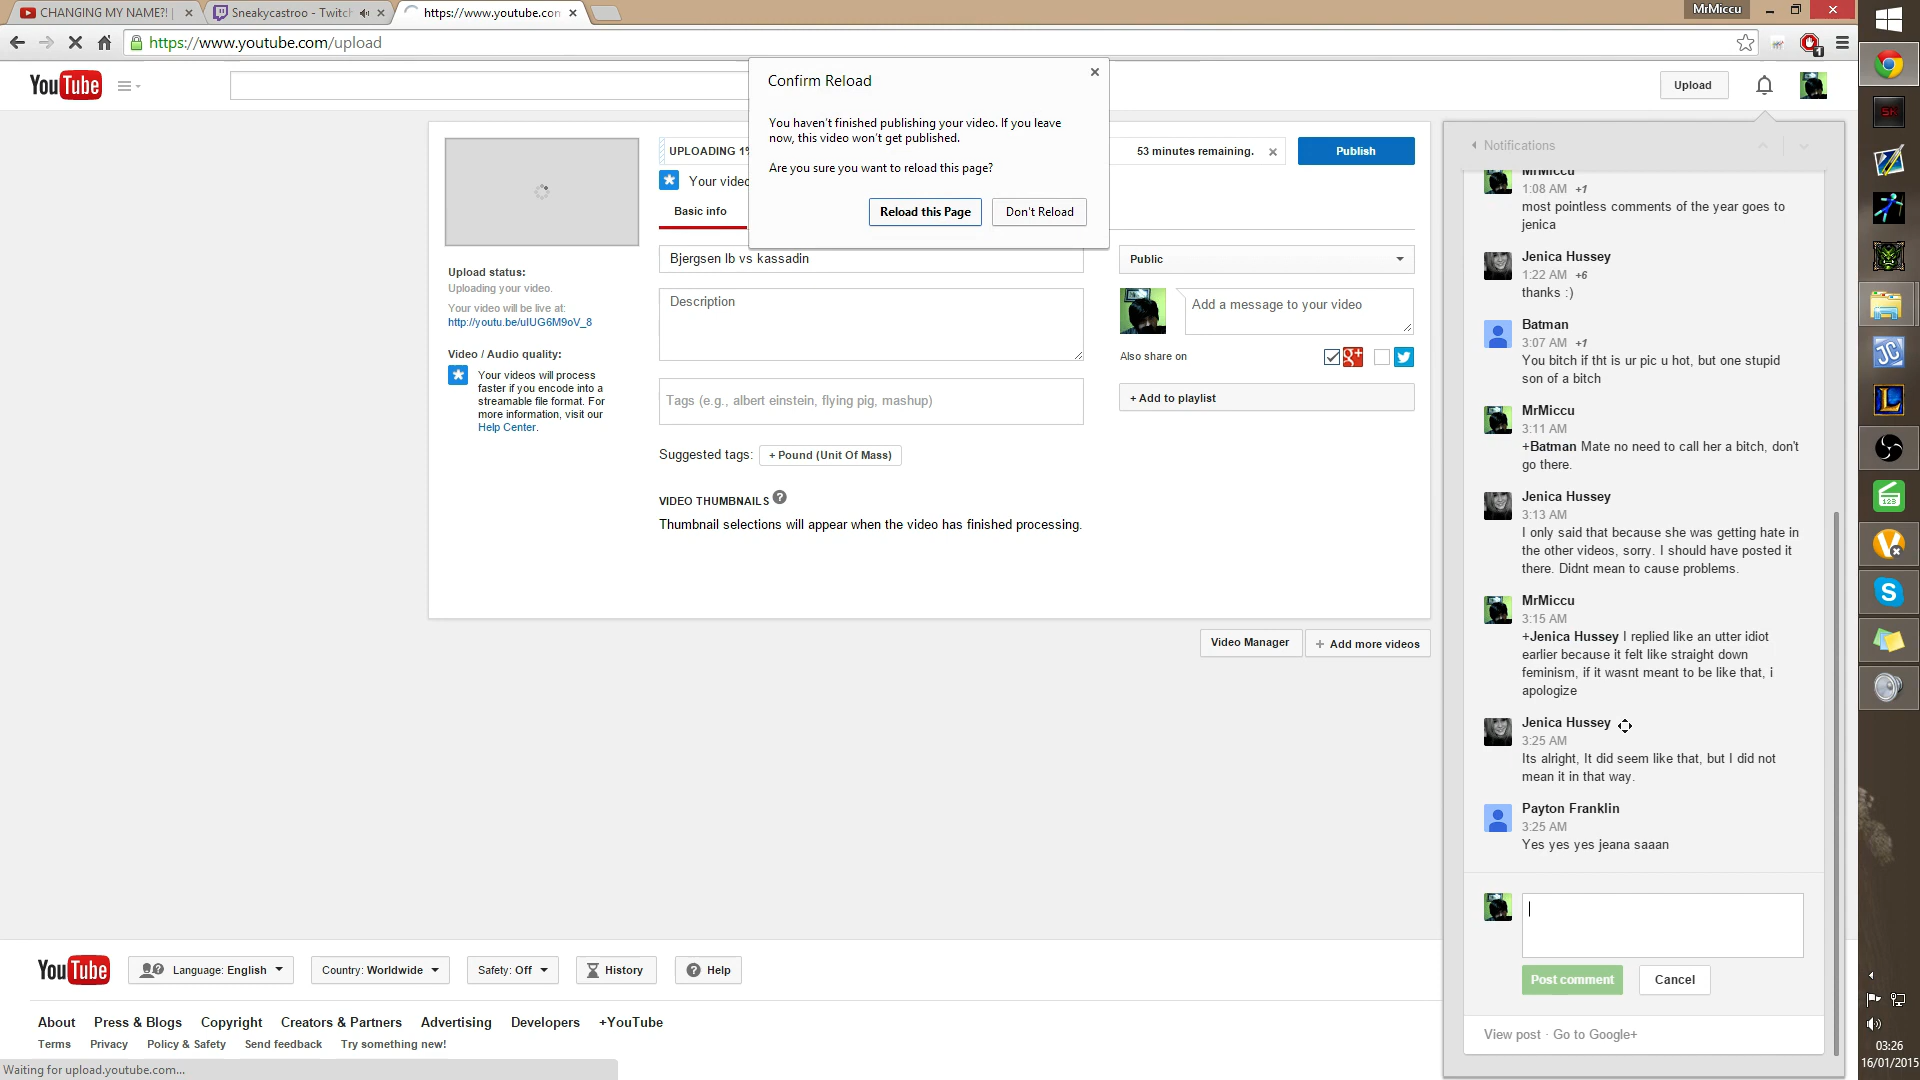 CHANGING MY NAME?! |
Sneakycastroo - Twitch
https://www.youtube.com
MrMiccu
https://www.youtube.com/upload
1
YouTube
Upload
Confirm Reload
You haven't finished publishing your video. If you leave
now, this video won't get published.
Are you sure you want to reload this page?
Reload this Page
Don't Reload
UPLOADING 1%
53 minutes remaining.
Publish
Your video
Basic info
Bjergsen lb vs kassadin
Public
Description
Add a message to your video
Also share on
Tags (e.g., albert einstein, flying pig, mashup)
+ Add to playlist
Suggested tags:
+ Pound (Unit Of Mass)
VIDEO THUMBNAILS ?
Thumbnail selections will appear when the video has finished processing.
Upload status:
Uploading your video.
Your video will be live at:
http://youtu.be/uIUG6M9oV_8
Video / Audio quality:
Your videos will process
faster if you encode into a
streamable file format. For
more information, visit our
Help Center.
Video Manager
+ Add more videos
Notifications
MrMiccu
1:08 AM +1
most pointless comments of the year goes to
jenica
Jenica Hussey
1:22 AM +6
thanks :)
Batman
3:07 AM +1
You bitch if tht is ur pic u hot, but one stupid
son of a bitch
MrMiccu
3:11 AM
+Batman Mate no need to call her a bitch, don't
go there.
Jenica Hussey
3:13 AM
I only said that because she was getting hate in
the other videos, sorry. I should have posted it
there. Didnt mean to cause problems.
MrMiccu
3:15 AM
+Jenica Hussey I replied like an utter idiot
earlier because it felt like straight down
feminism, if it wasnt meant to be like that, i
apologize
Jenica Hussey
3:25 AM
Its alright, It did seem like that, but I did not
mean it in that way.
Payton Franklin
3:25 AM
Yes yes yes jeana saaan
Post comment
Cancel
View post · Go to Google+
YouTube
Language: English
Country: Worldwide
Safety: Off
History
Help
About
Press & Blogs
Copyright
Creators & Partners
Advertising
Developers
+YouTube
Terms
Privacy
Policy & Safety
Send feedback
Try something new!
Waiting for upload.youtube.com...
03:26
16/01/2015